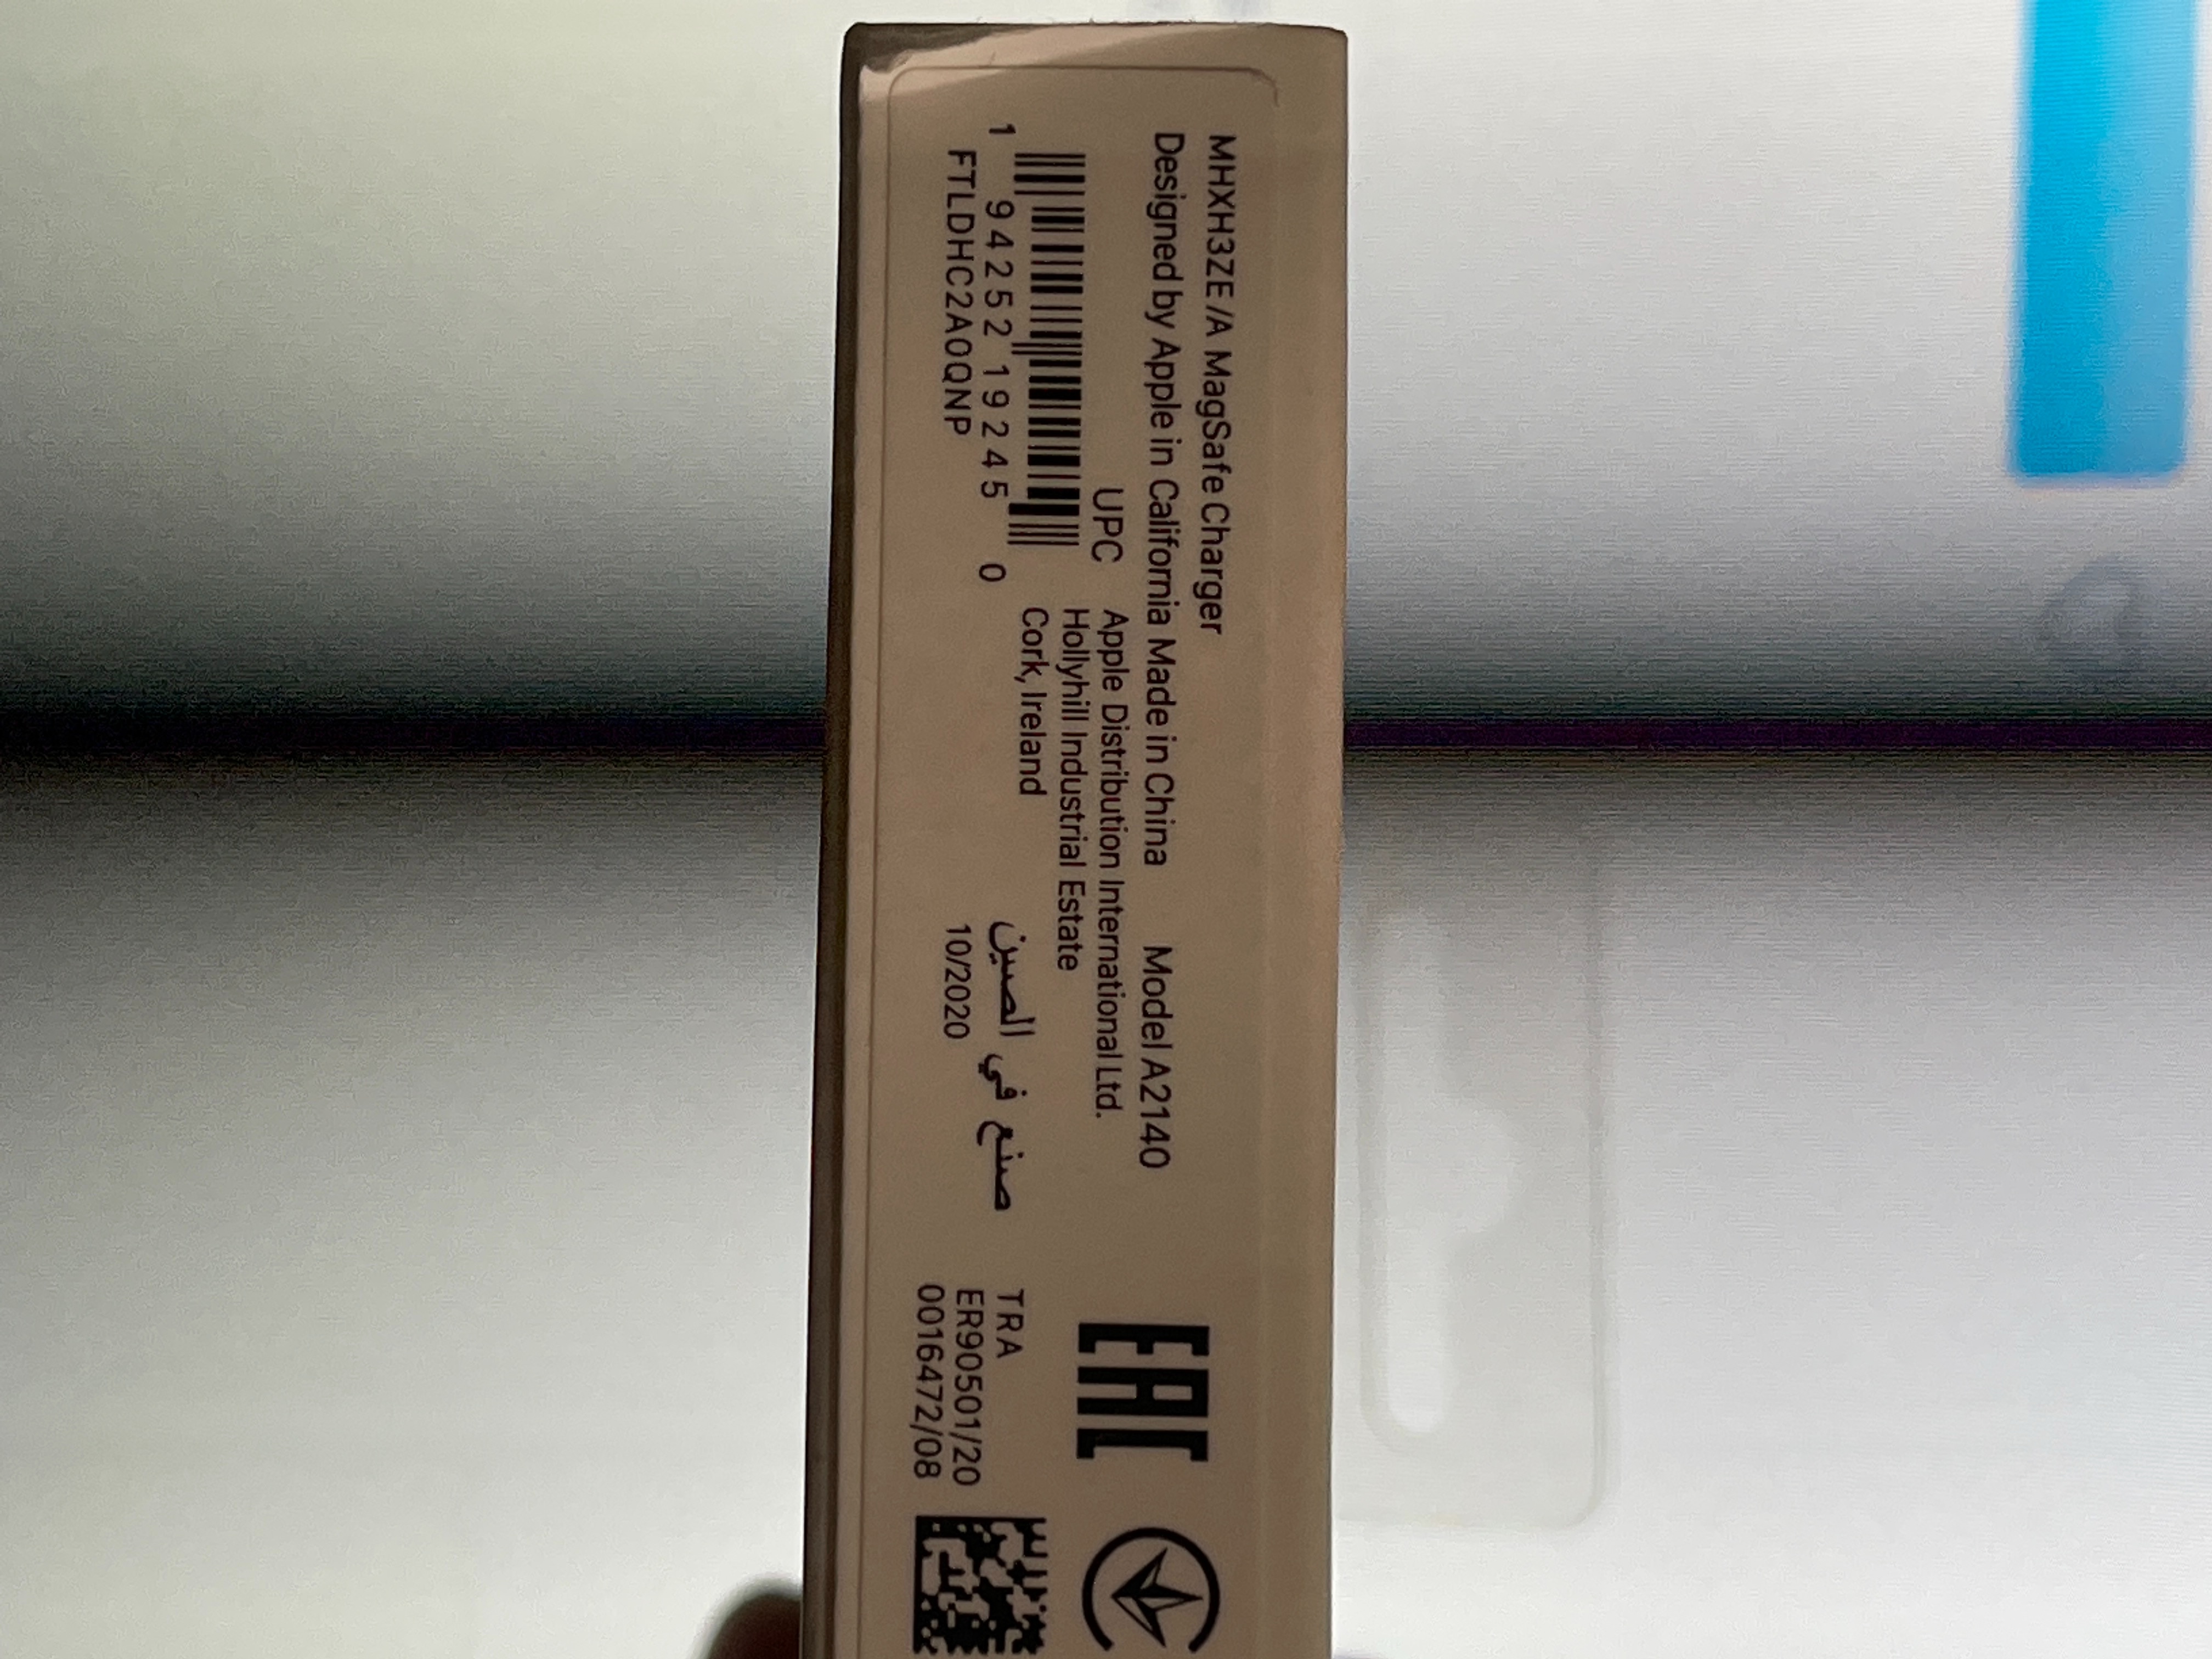 MHXH3ZE/A MagSafe Charger
Designed by Apple in California Made in China Model A2140
UPC
1 94252 19245 0
FTLDHC2A0QNP
Apple Distribution International Ltd.
Hollyhill Industrial Estate
Cork, Ireland
صنع في الصين
10/2020
EAC
TRA
ER90501/20
0016472/08